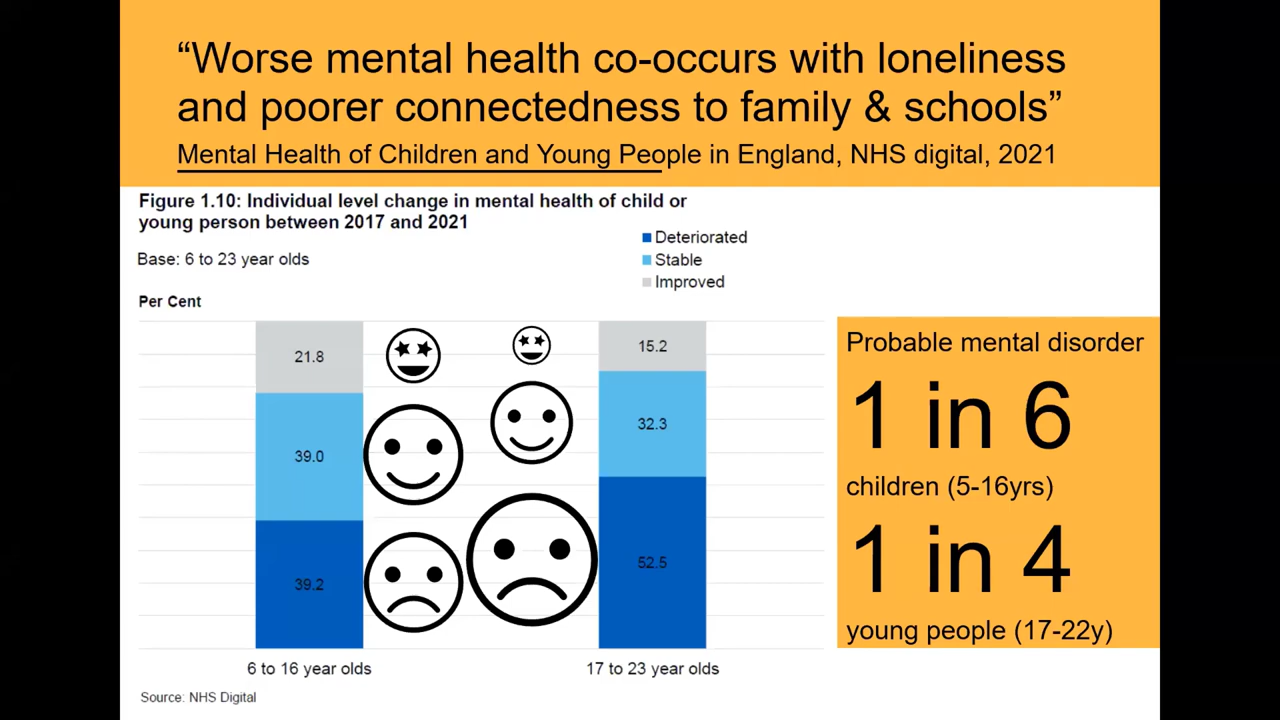 “Worse mental health co-occurs with loneliness
and poorer connectedness to family & schools”
Mental Health of Children and Young People in England, NHS digital, 2021
Figure 1.10: Individual level change in mental health of child or
young person between 2017 and 2021
Base: 6 to 23 year olds
Deteriorated
Stable
Improved
Per Cent
21.8
39.0
39.2
6 to 16 year olds
15.2
32.3
52.5
17 to 23 year olds
Source: NHS Digital
Probable mental disorder
1 in 6
children (5-16yrs)
1 in 4
young people (17-22y)